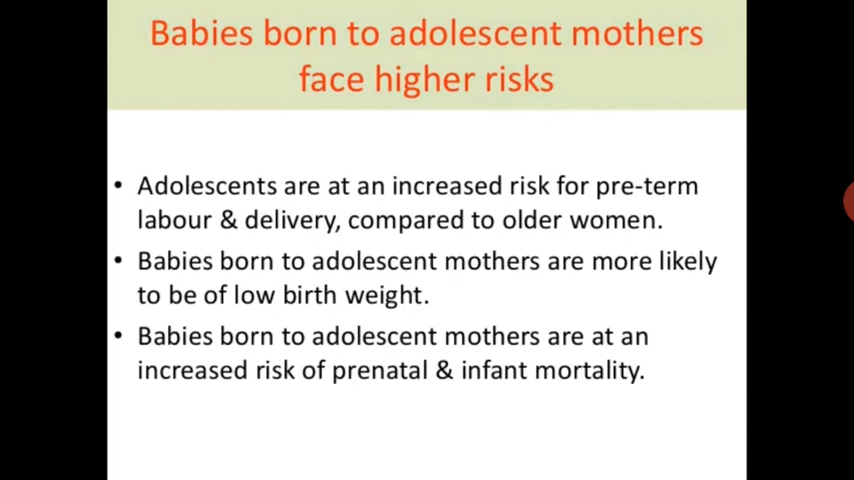 Babies born to adolescent mothers
face higher risks
• Adolescents are at an increased risk for pre-term
labour & delivery, compared to older women.
• Babies born to adolescent mothers are more likely
to be of low birth weight.
• Babies born to adolescent mothers are at an
increased risk of prenatal & infant mortality.